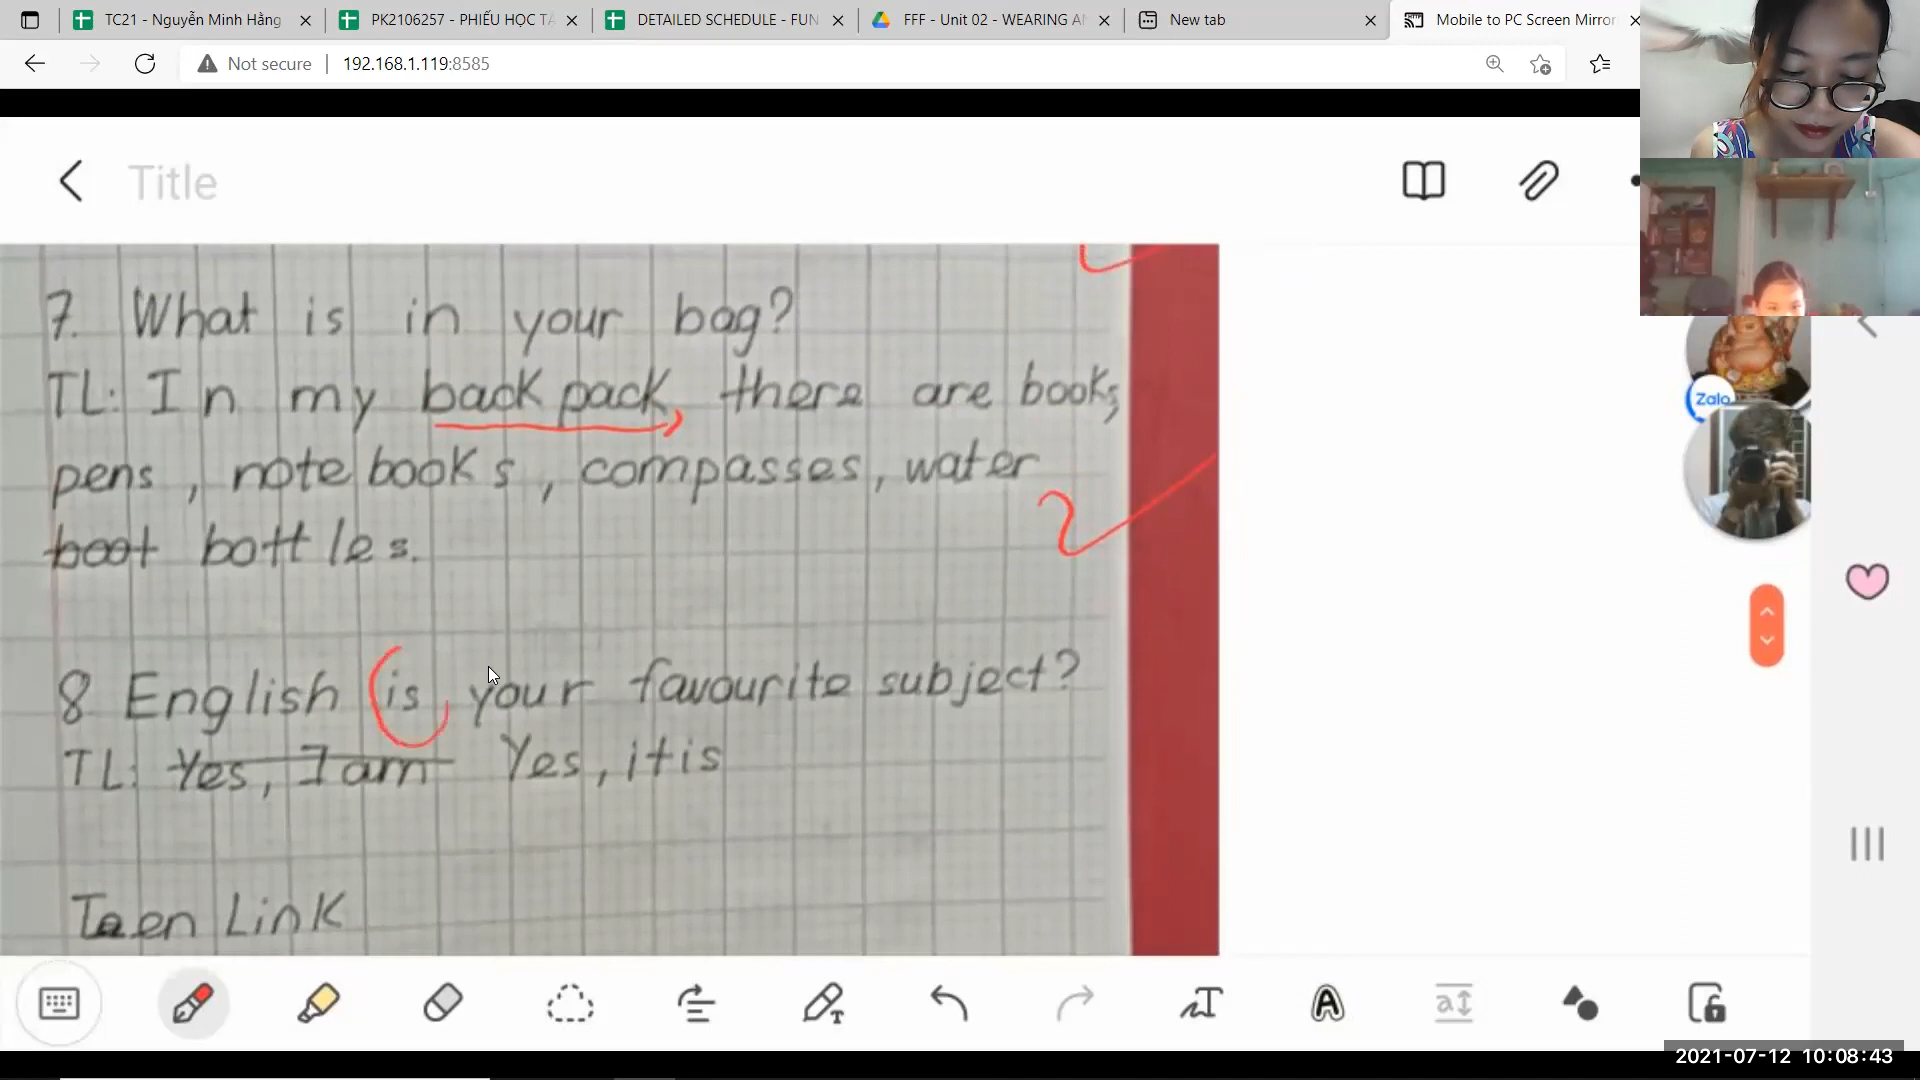 TC21 - Nguyễn Minh Hằng
PK2106257 - PHIẾU HỌC TẬ
DETAILED SCHEDULE - FUN
FFF - Unit 02 - WEARING AN
New tab
Mobile to PC Screen Mirror
Not secure
192.168.1.119:8585
Title
7. What is in your bag?
TL: In my back pack, there are books,
pens, note books, compasses, water
boot bottles.
8 English is your favourite subject?
TL: Yes, I am Yes, it is
Teen Link
Zalo
2021-07-12 10:08:43